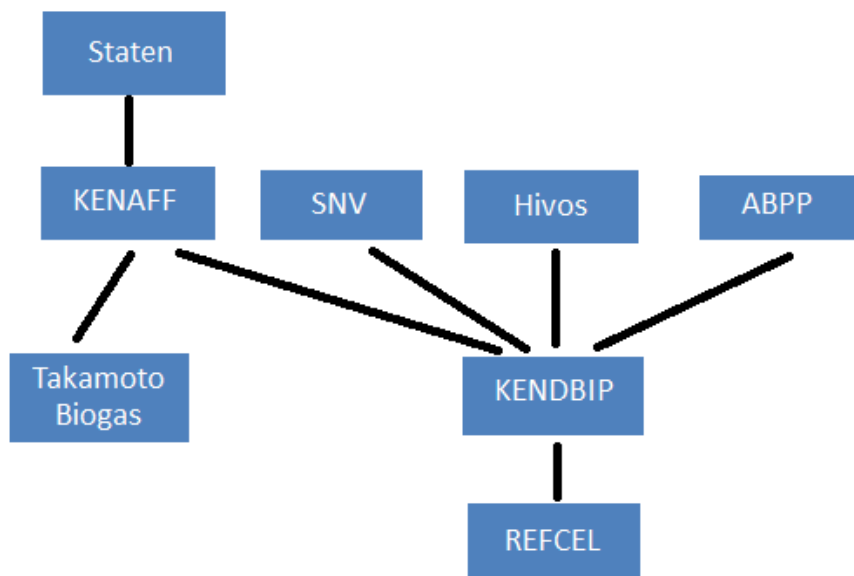 Staten
KENAFF
SNV
Hivos
ABPP
Takamoto
Biogas
KENDBIP
REFCEL